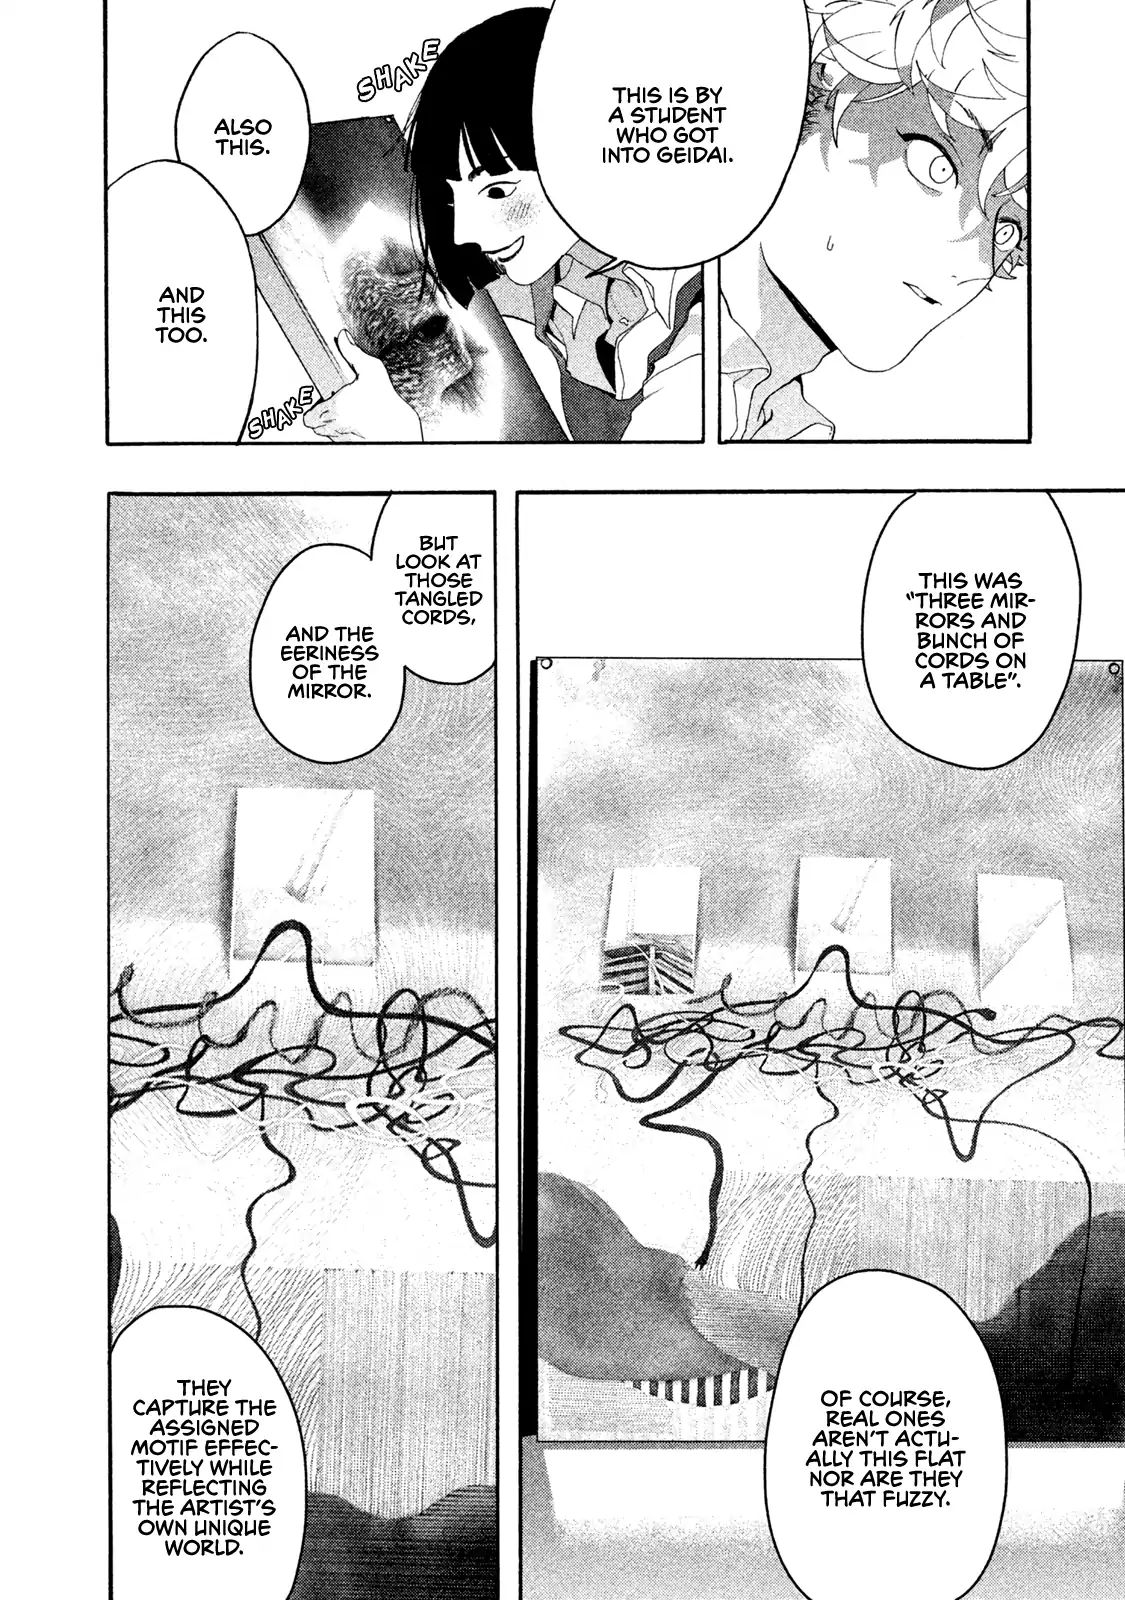 THIS IS BY
A STUDENT
WHO GOT
INTO GEIDAI.
SHAKE
ALSO
THIS.
AND
THIS
TOO.
SHAKE
THIS WAS
"THREE MIR-
RORS AND
BUNCH OF
CORDS ON
A TABLE".
OF COURSE,
REAL ONES
AREN'T ACTU-
ALLY THIS FLAT
NOR ARE THEY
THAT FUZZY.
BUT
LOOK AT
THOSE
TANGLED
CORDS,
AND THE
EERINESS
OF THE
MIRROR.
THEY
CAPTURE THE
ASSIGNED
MOTIF EFFEC-
TIVELY WHILE
REFLECTING
THE ARTIST'S
OWN UNIQUE
WORLD.